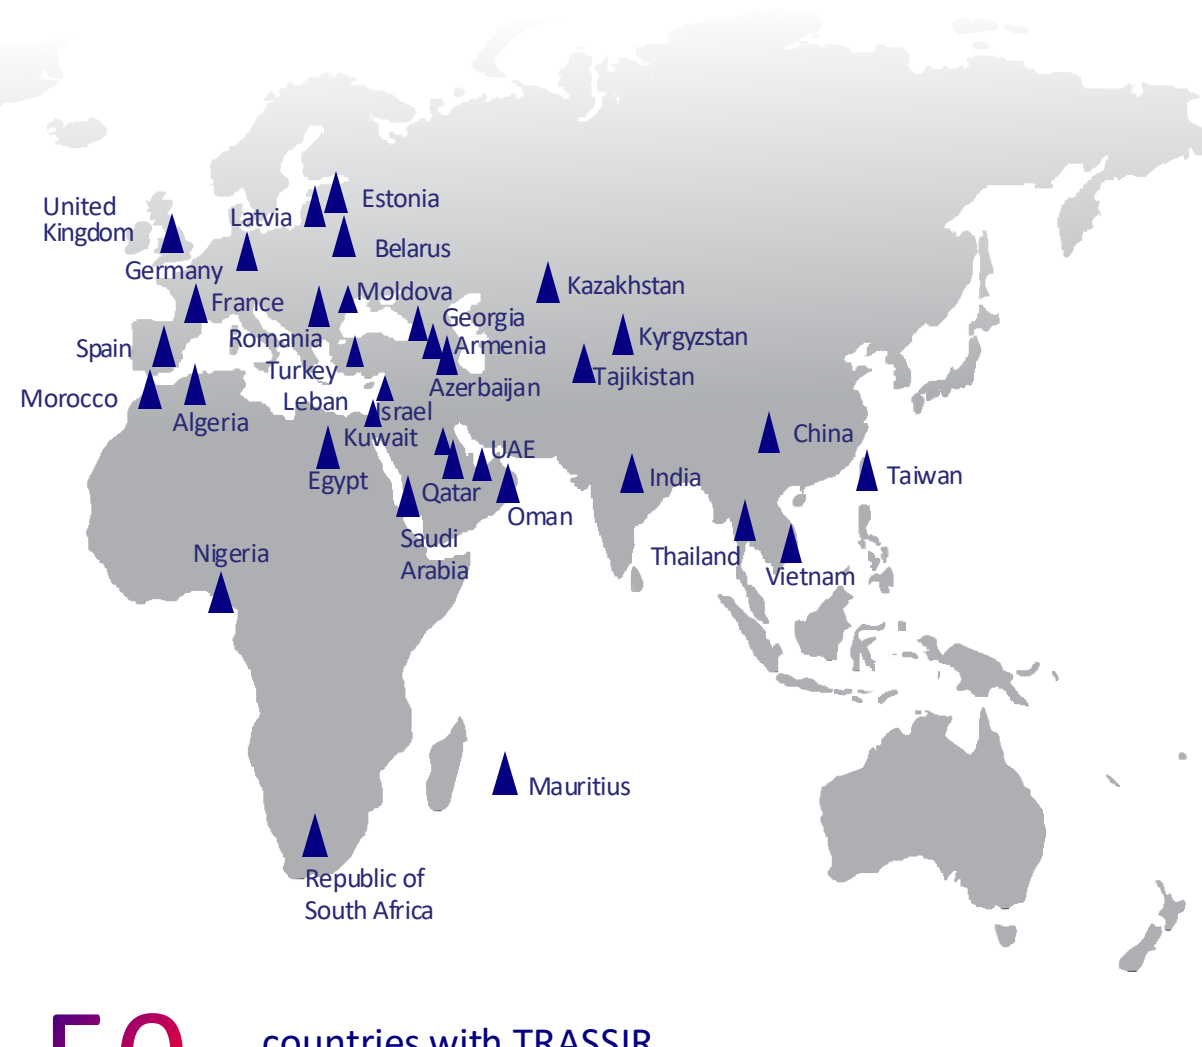 United
Kingdom
Latvia
Estonia
Belarus
Germany
France
Moldova
Kazakhstan
Georgia
Romania
Spain
Armenia
Kyrgyzstan
Turkey
Tajikistan
Azerbaijan
Morocco
Leban
Israel
Algeria
Kuwait
China
UAE
Egypt
India
Taiwan
Qatar
Oman
Saudi
Arabia
Nigeria
Thailand
Vietnam
Mauritius
Republic of
South Africa
countries with TRASSIR